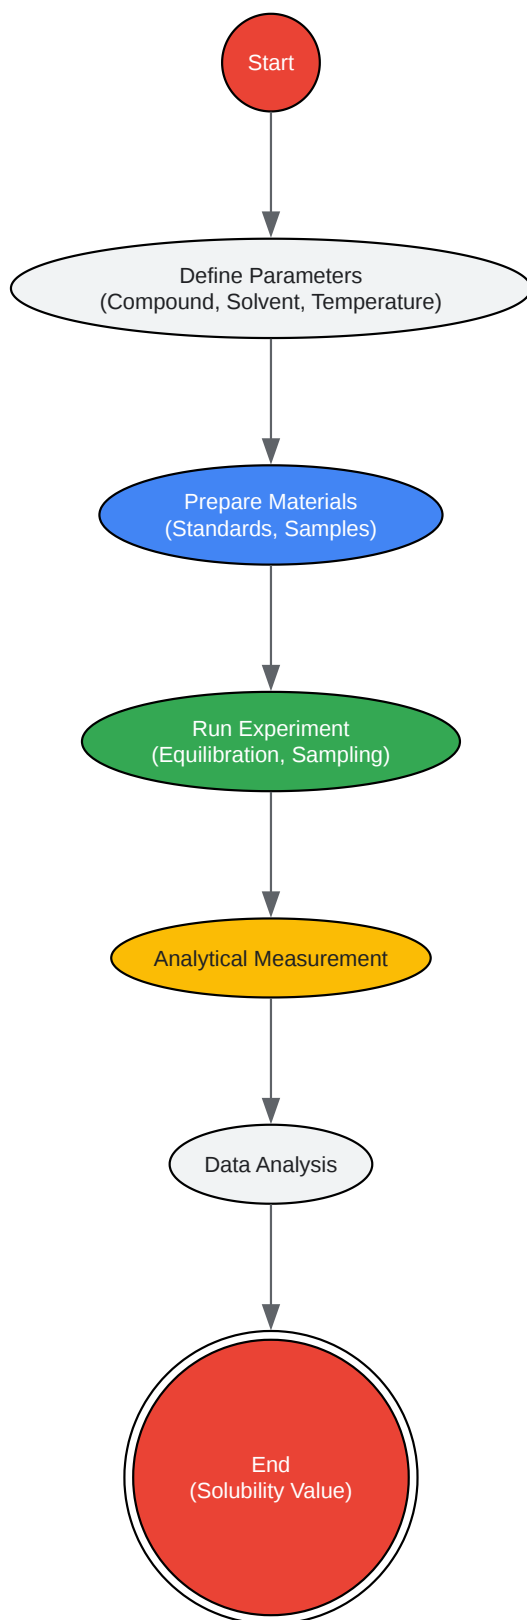 Start
Define Parameters
(Compound, Solvent, Temperature)
Prepare Materials
(Standards, Samples)
Run Experiment
(Equilibration, Sampling)
Analytical Measurement
Data Analysis
End
(Solubility Value)